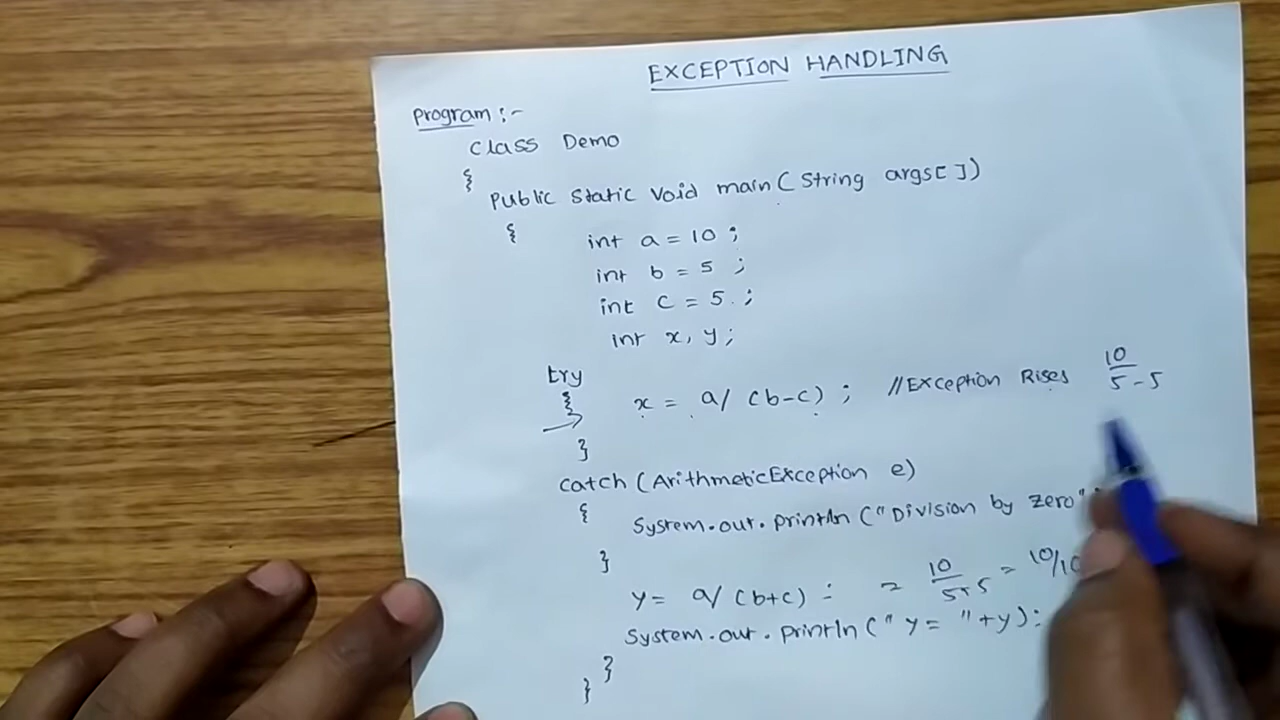 EXCEPTION HANDLING
Program :-
Class Demo
{
Public Static Void main ( String args[ ] )
{
int a = 10 ;
int b = 5 ;
int c = 5 ;
int x, y ;
try
{
x = a/ (b-c) ; //Exception Rises 10/5-5
}
catch (ArithmeticException e)
{
System.out.println ("Division by zero"
}
y = a/ (b+c) ; = 10/5+5 = 10/10
System.out.println (" y = "+y) ;
}
}